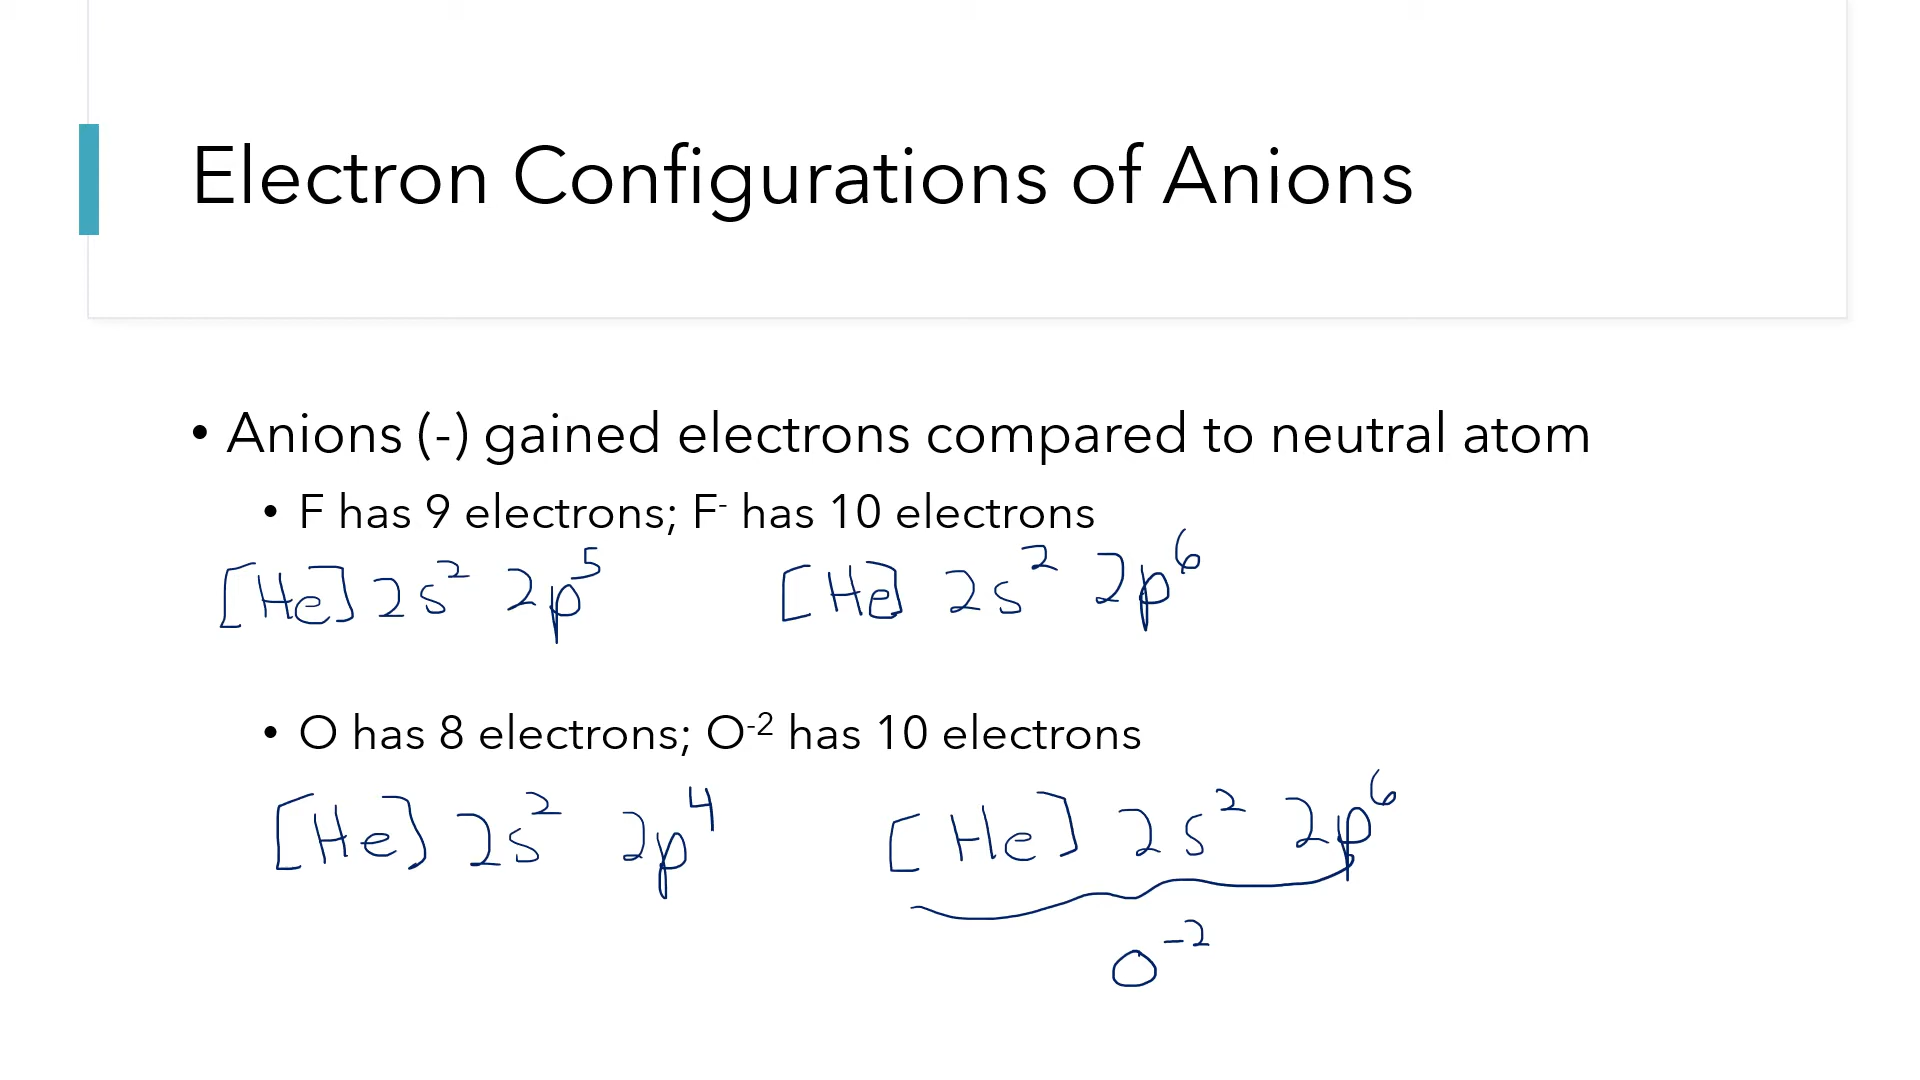 Electron Configurations of Anions
• Anions (-) gained electrons compared to neutral atom
• F has 9 electrons; F⁻ has 10 electrons
[He] 2s² 2p⁵ [He] 2s² 2p⁶
• O has 8 electrons; O⁻² has 10 electrons
[He] 2s² 2p⁴ [He] 2s² 2p⁶
O⁻²